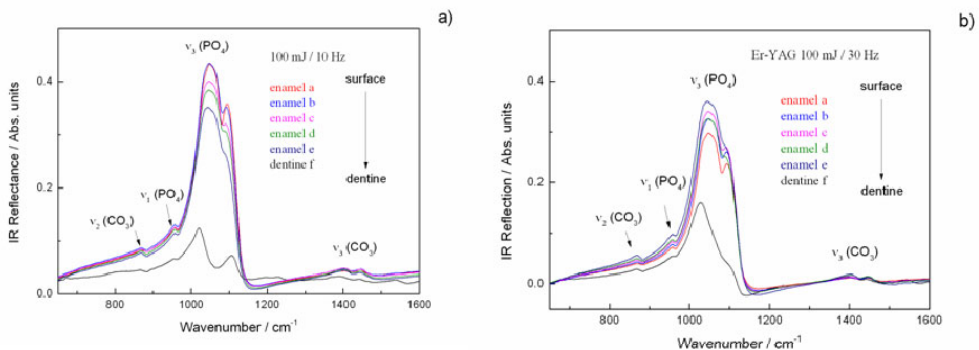 a)
ν₃ (PO₄)
100 mJ / 10 Hz
enamel a
enamel b
enamel c
enamel d
enamel e
dentine f
surface
dentine
ν₁ (PO₄)
ν₂ (CO₃)
ν₃ (CO₃)
IR Reflectance / Abs. units
0.4
0.2
0.0
800
1000
1200
1400
1600
Wavenumber / cm⁻¹
b)
Er-YAG 100 mJ / 30 Hz
ν₃ (PO₄)
enamel a
enamel b
enamel c
enamel d
enamel e
dentine f
surface
dentine
ν₁ (PO₄)
ν₂ (CO₃)
ν₃ (CO₃)
IR Reflection / Abs. units
0.4
0.2
0.0
800
1000
1200
1400
1600
Wavenumber / cm⁻¹